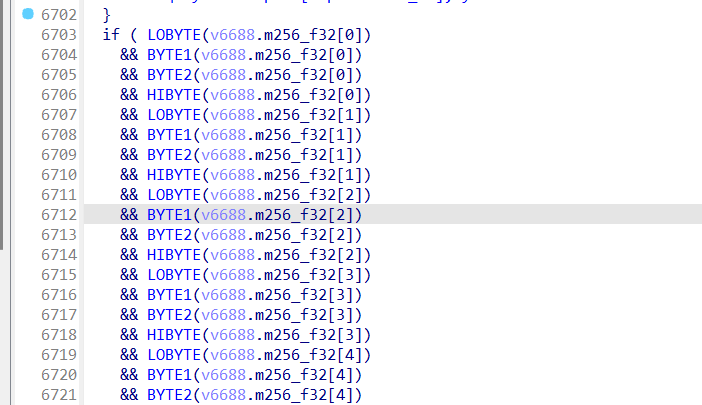 6702 }
6703 if ( LOBYTE(v6688.m256_f32[0])
6704 && BYTE1(v6688.m256_f32[0])
6705 && BYTE2(v6688.m256_f32[0])
6706 && HIBYTE(v6688.m256_f32[0])
6707 && LOBYTE(v6688.m256_f32[1])
6708 && BYTE1(v6688.m256_f32[1])
6709 && BYTE2(v6688.m256_f32[1])
6710 && HIBYTE(v6688.m256_f32[1])
6711 && LOBYTE(v6688.m256_f32[2])
6712 && BYTE1(v6688.m256_f32[2])
6713 && BYTE2(v6688.m256_f32[2])
6714 && HIBYTE(v6688.m256_f32[2])
6715 && LOBYTE(v6688.m256_f32[3])
6716 && BYTE1(v6688.m256_f32[3])
6717 && BYTE2(v6688.m256_f32[3])
6718 && HIBYTE(v6688.m256_f32[3])
6719 && LOBYTE(v6688.m256_f32[4])
6720 && BYTE1(v6688.m256_f32[4])
6721 && BYTE2(v6688.m256_f32[4])